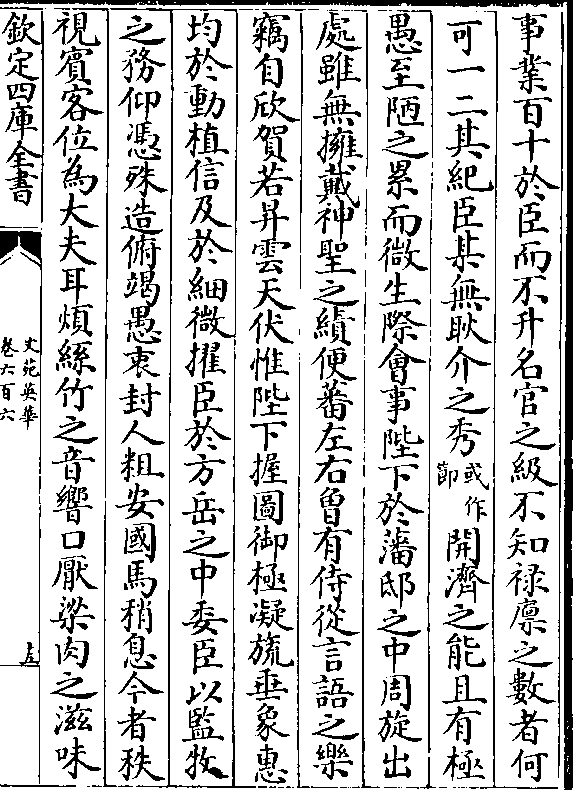 事業百十於臣而不升名官之級不知禄廪之數者何
可一二其紀臣某無耿介之秀或作節開濟之能且有極
愚至陋之累而微生際會事陛下於藩邸之中周旋出
處雖無擁戴神聖之績便蕃左右曾有侍從言語之樂
竊自欣賀若昇雲天伏惟陛下握圖御極凝旒垂象惠
均於動植信及於細微擢臣於方岳之中委臣以監牧
之務仰憑殊造俯竭愚衷封人粗安國馬稍息今者秩
視賔客位為大夫耳煩絲竹之音響口厭梁肉之滋味
欽定四庫全書
文苑英華
卷六百六
五